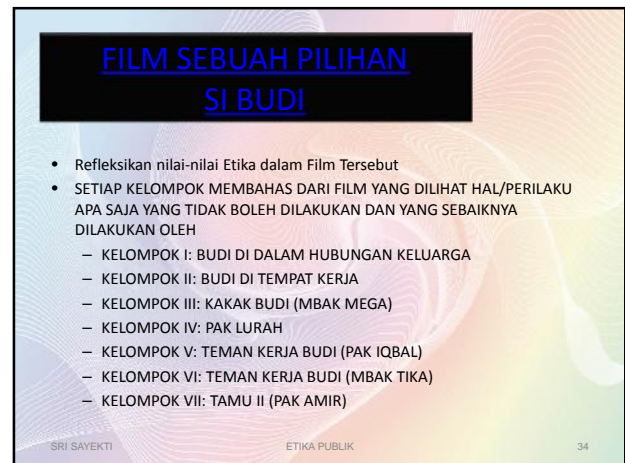 FILM SEBUAH PILIHAN
SI BUDI
• Refleksikan nilai-nilai Etika dalam Film Tersebut
• SETIAP KELOMPOK MEMBAHAS DARI FILM YANG DILIHAT HAL/PERILAKU
APA SAJA YANG TIDAK BOLEH DILAKUKAN DAN YANG SEBAIKNYA
DILAKUKAN OLEH
– KELOMPOK I: BUDI DI DALAM HUBUNGAN KELUARGA
– KELOMPOK II: BUDI DI TEMPAT KERJA
– KELOMPOK III: KAKAK BUDI (MBAK MEGA)
– KELOMPOK IV: PAK LURAH
– KELOMPOK V: TEMAN KERJA BUDI (PAK IQBAL)
– KELOMPOK VI: TEMAN KERJA BUDI (MBAK TIKA)
– KELOMPOK VII: TAMU II (PAK AMIR)
SRI SAYEKTI ETIKA PUBLIK 34